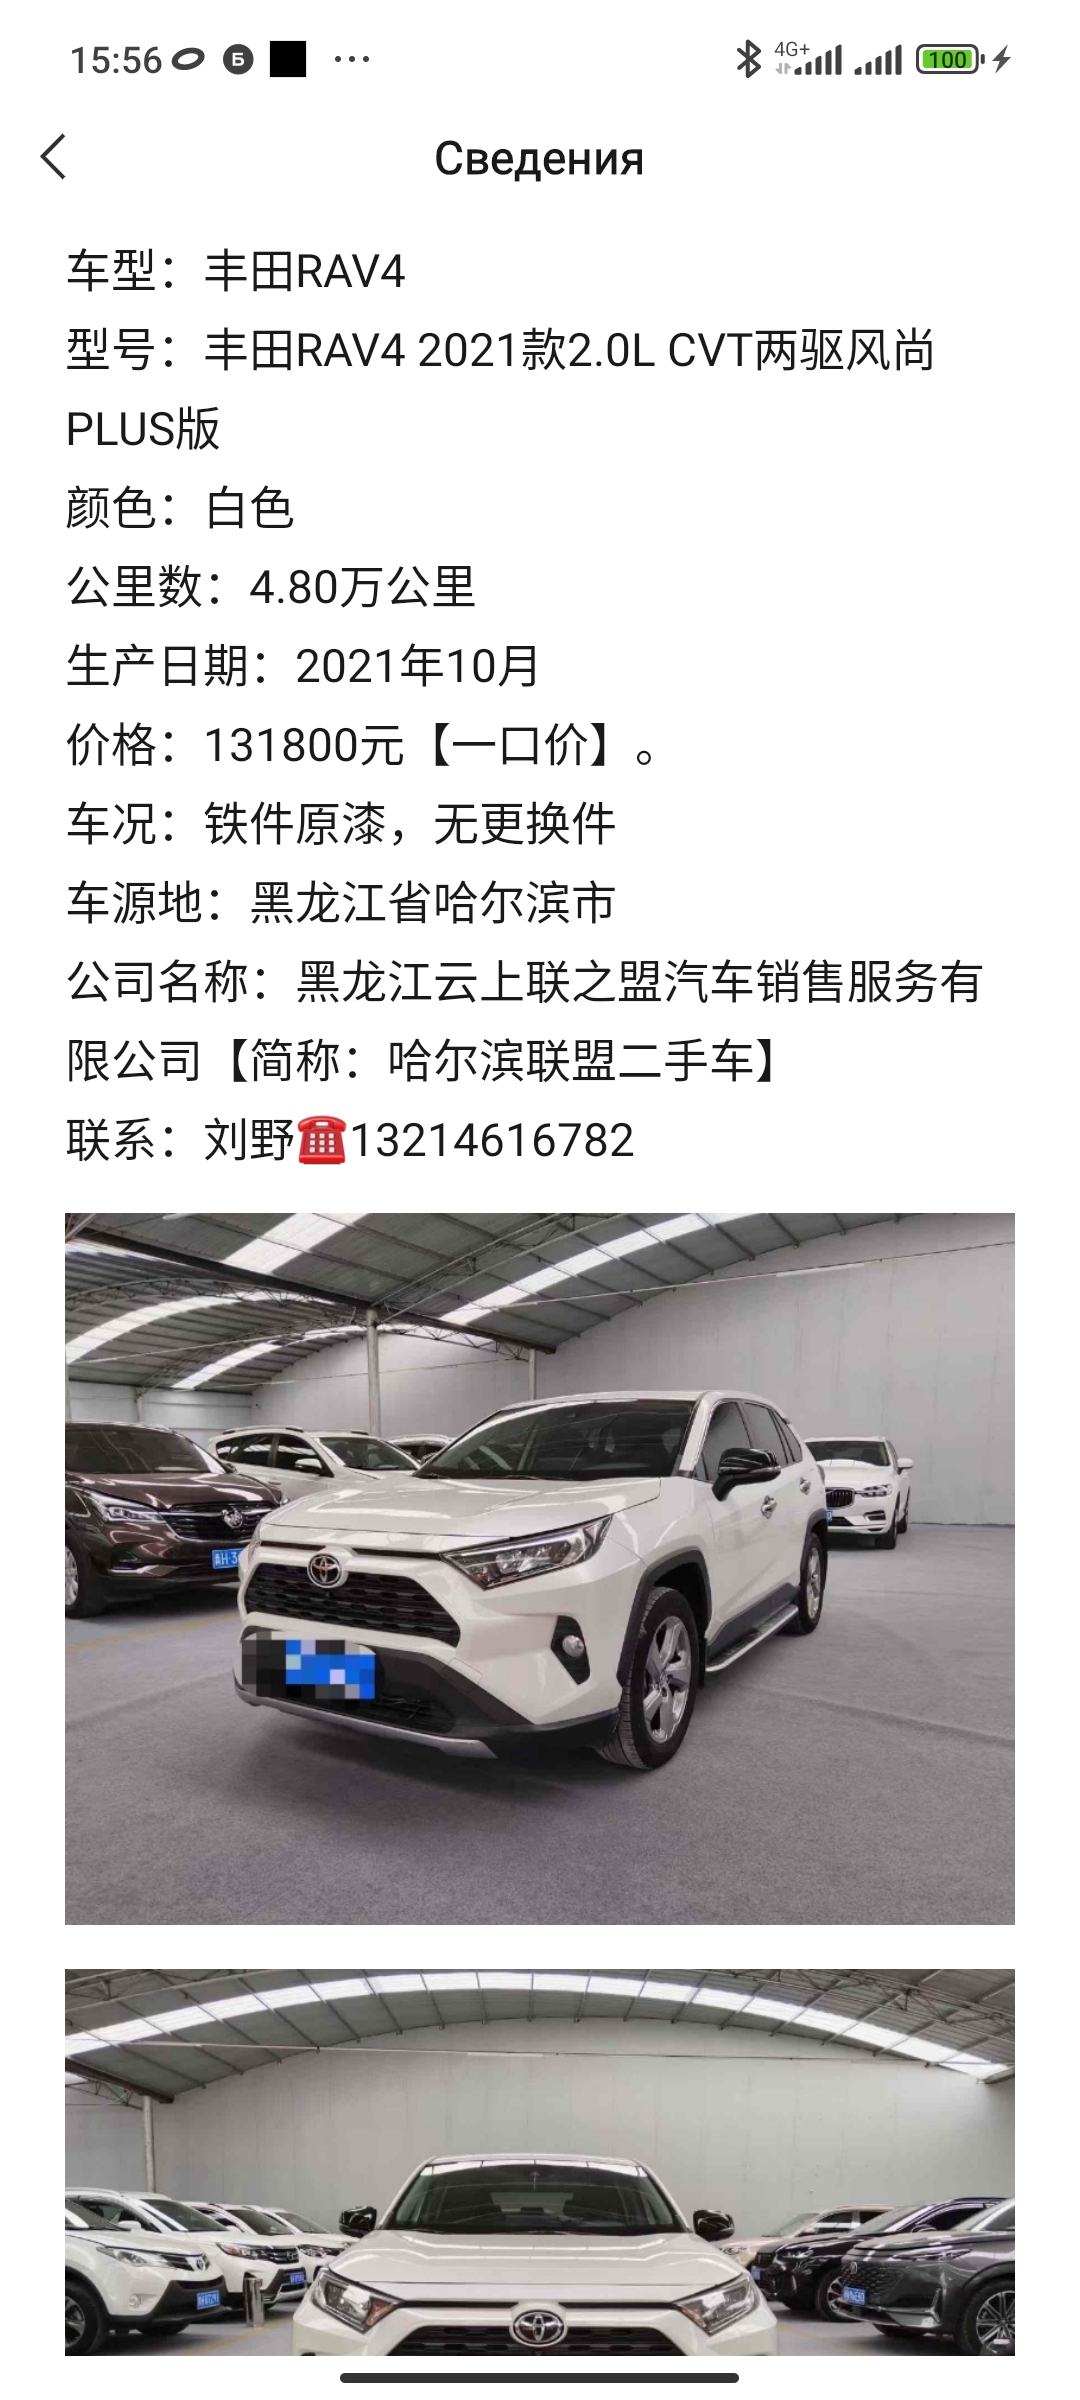 15:56
Б
4G+
100
Сведения
车型：丰田RAV4
型号：丰田RAV4 2021款2.0L CVT两驱风尚
PLUS版
颜色：白色
公里数：4.80万公里
生产日期：2021年10月
价格：131800元【一口价】。
车况：铁件原漆，无更换件
车源地：黑龙江省哈尔滨市
公司名称：黑龙江云上联之盟汽车销售服务有
限公司【简称：哈尔滨联盟二手车】
联系：刘野☎️13214616782